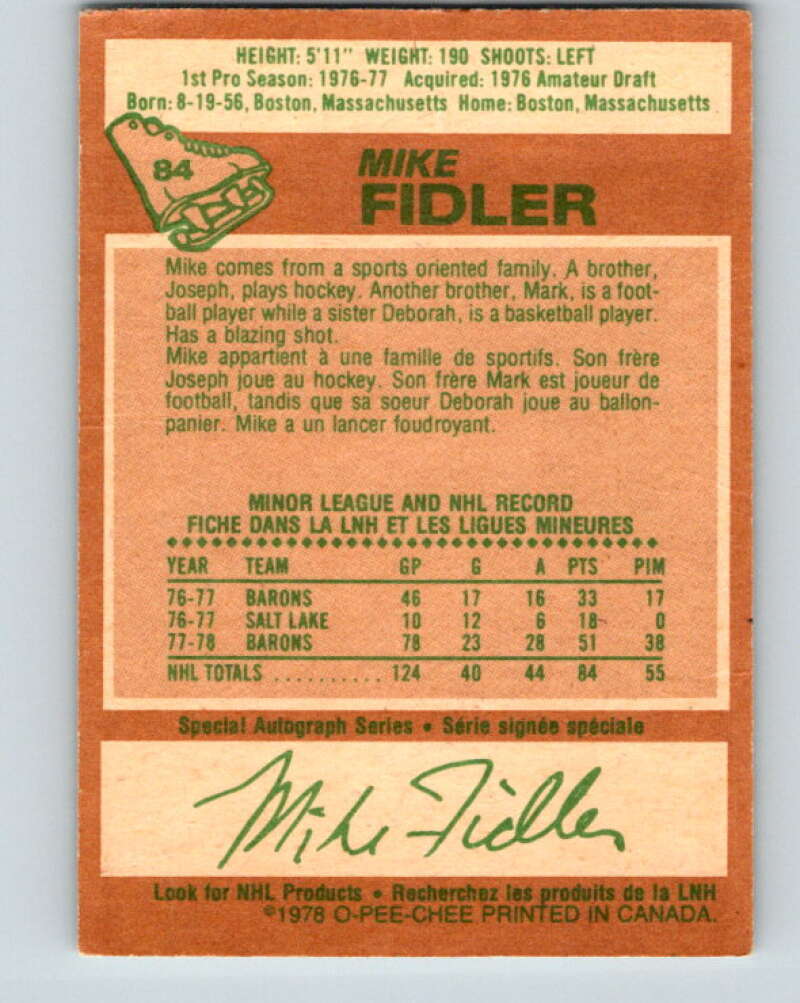 HEIGHT: 5'11" WEIGHT: 190 SHOOTS: LEFT
1st Pro Season: 1976-77 Acquired: 1976 Amateur Draft
Born: 8-19-56, Boston, Massachusetts Home: Boston, Massachusetts
84
MIKE
FIDLER
Mike comes from a sports oriented family. A brother,
Joseph, plays hockey. Another brother, Mark, is a foot-
ball player while a sister Deborah, is a basketball player.
Has a blazing shot.
Mike appartient à une famille de sportifs. Son frère
Joseph joue au hockey. Son frère Mark est joueur de
football, tandis que sa soeur Deborah joue au ballon-
panier. Mike a un lancer foudroyant.
MINOR LEAGUE AND NHL RECORD
FICHE DANS LA LNH ET LES LIGUES MINEURES
YEAR TEAM GP G A PTS PIM
76-77 BARONS 46 17 16 33 17
76-77 SALT LAKE 10 12 6 18 0
77-78 BARONS 78 23 28 51 38
NHL TOTALS .......... 124 40 44 84 55
Special Autograph Series • Série signée spéciale
Mike Fidler
Look for NHL Products • Recherchez les produits de la LNH
©1978 O-PEE-CHEE PRINTED IN CANADA.